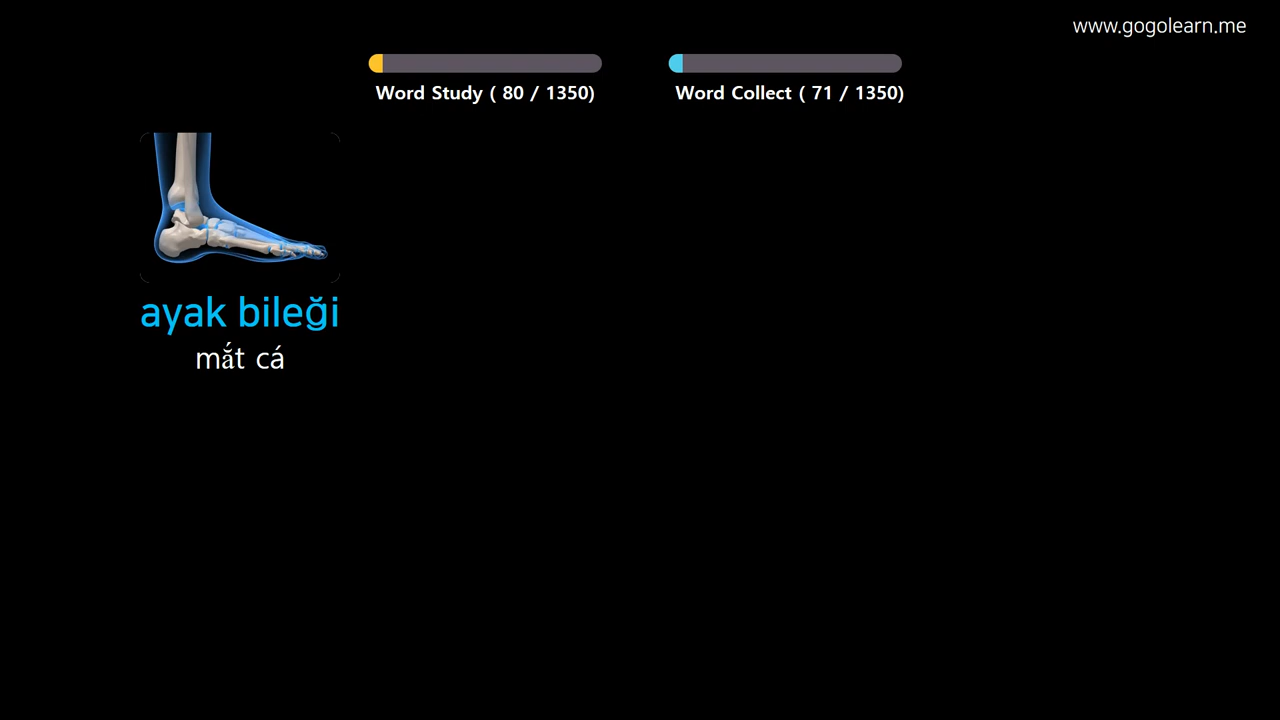 www.gogolearn.me
Word Study ( 80 / 1350)
Word Collect ( 71 / 1350)
ayak bileği
mắt cá